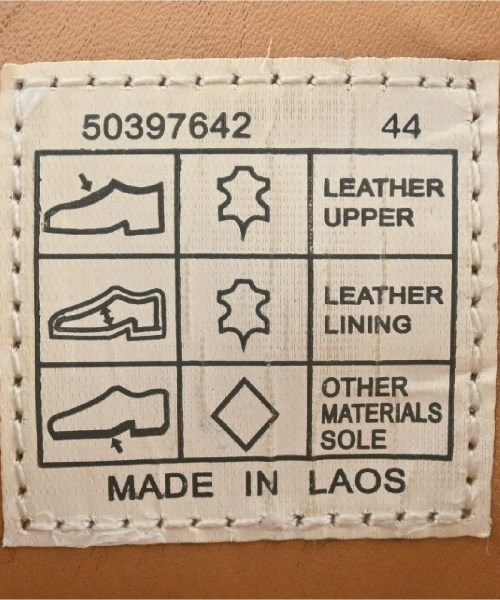 50397642 44
LEATHER
UPPER
LEATHER
LINING
OTHER
MATERIALS
SOLE
MADE IN LAOS